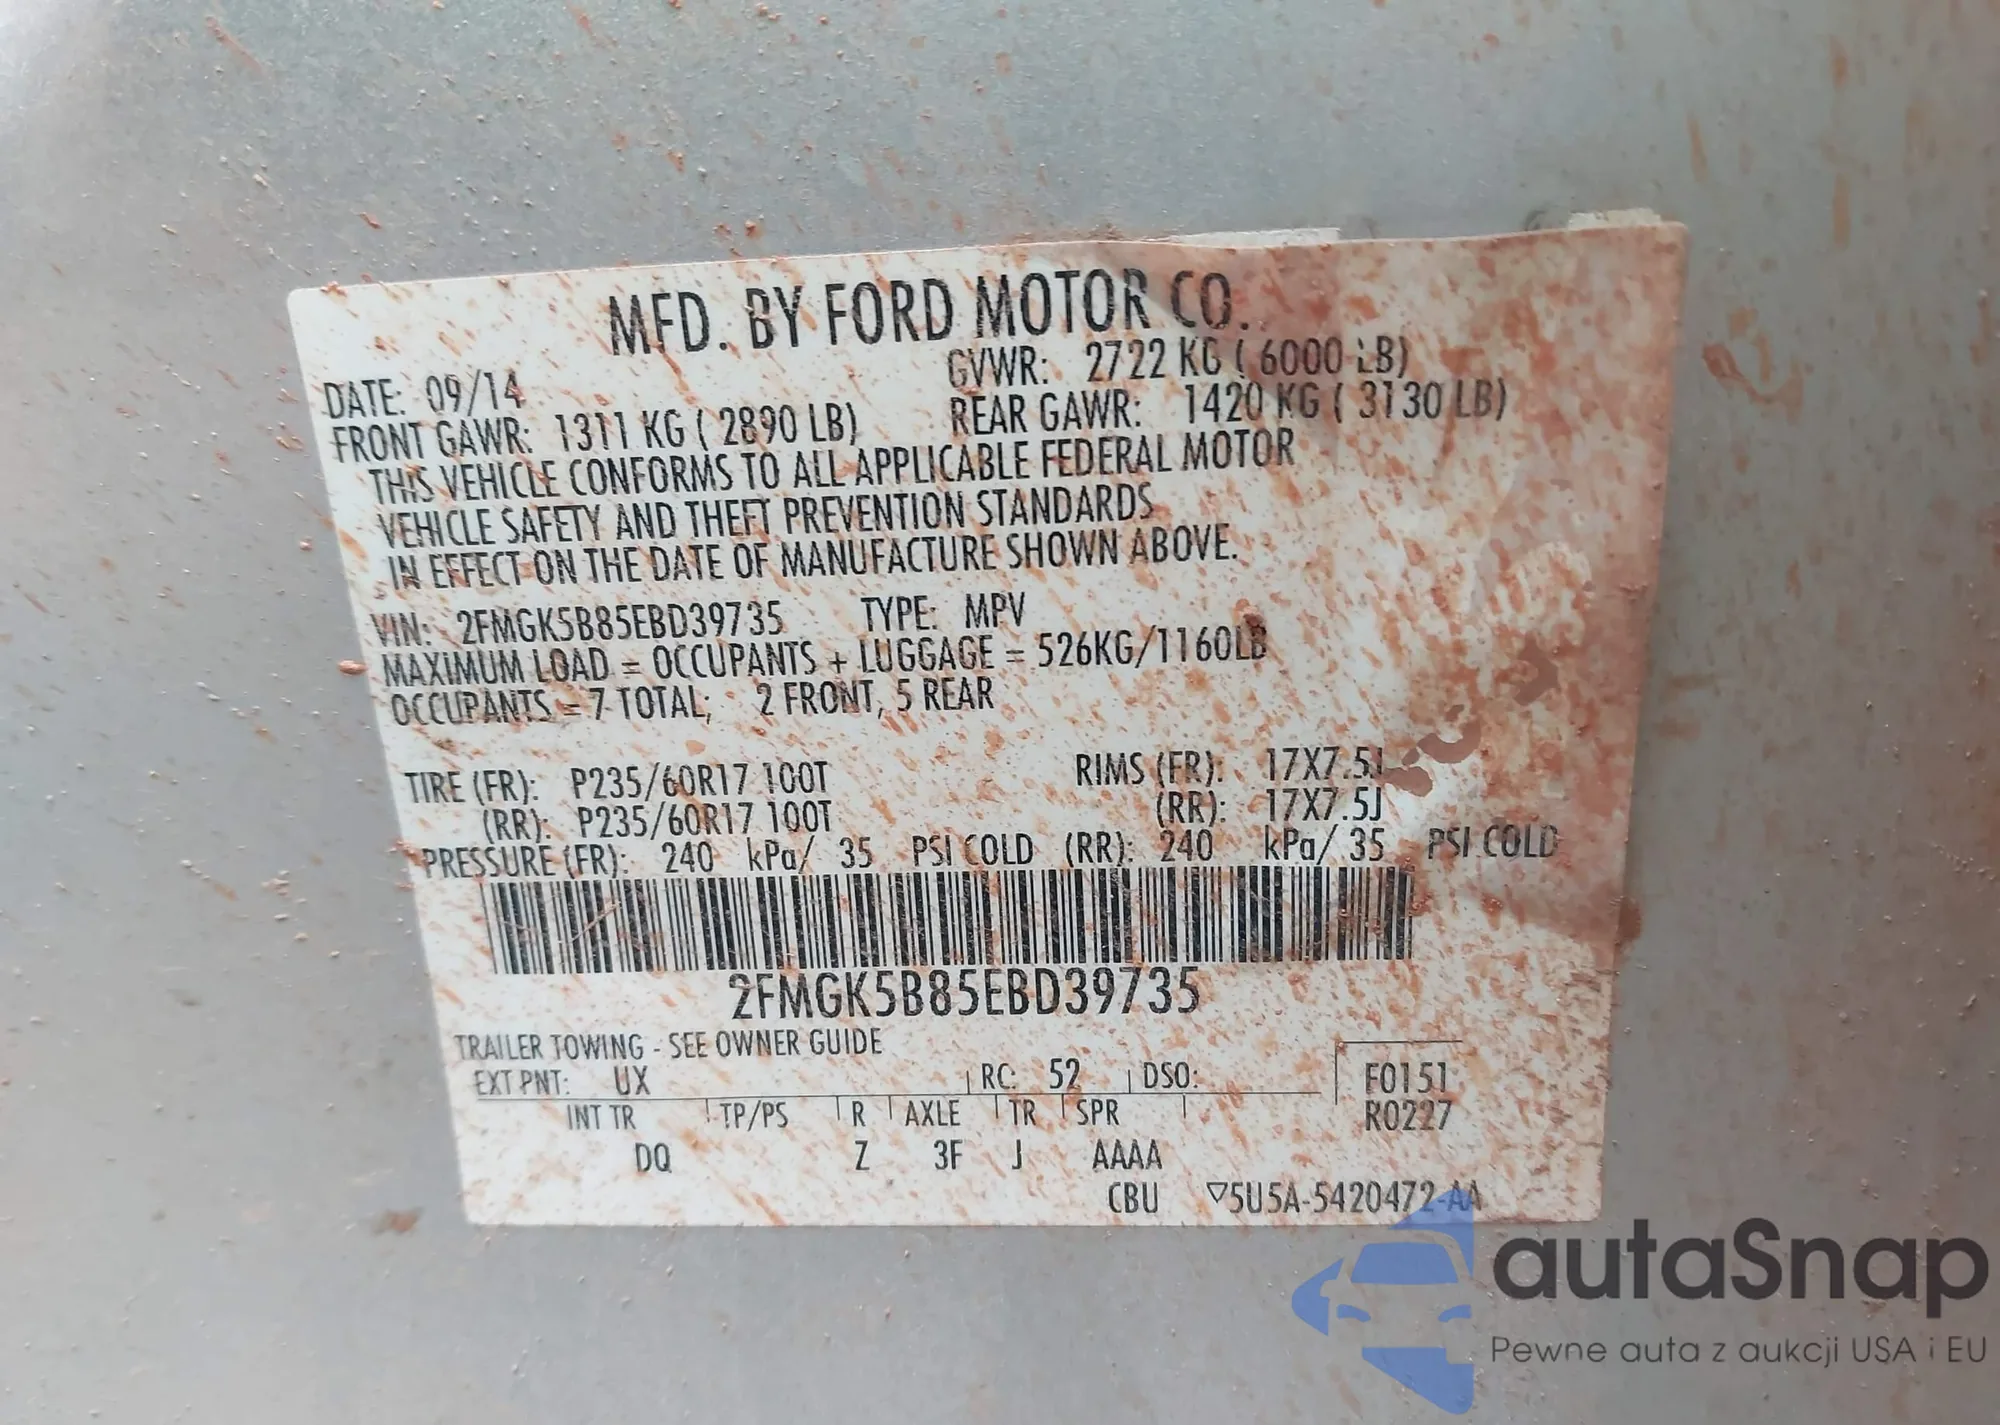 MFD. BY FORD MOTOR CO.
DATE: 09/14 GVWR: 2722 KG ( 6000 LB)
FRONT GAWR: 1311 KG ( 2890 LB) REAR GAWR: 1420 KG ( 3130 LB)
THIS VEHICLE CONFORMS TO ALL APPLICABLE FEDERAL MOTOR
VEHICLE SAFETY AND THEFT PREVENTION STANDARDS
IN EFFECT ON THE DATE OF MANUFACTURE SHOWN ABOVE.
VIN: 2FMGK5B85EBD39735 TYPE: MPV
MAXIMUM LOAD = OCCUPANTS + LUGGAGE = 526KG/1160LB
OCCUPANTS = 7 TOTAL; 2 FRONT, 5 REAR
TIRE (FR): P235/60R17 100T RIMS (FR): 17X7.5J
(RR): P235/60R17 100T (RR): 17X7.5J
PRESSURE (FR): 240 kPa/ 35 PSI COLD (RR): 240 kPa/ 35 PSI COLD
2FMGK5B85EBD39735
TRAILER TOWING - SEE OWNER GUIDE
EXT PNT: UX RC: 52 DSO: F0151
INT TR TP/PS R AXLE TR SPR R0227
DQ Z 3F J AAAA
CBU ▽5U5A-5420472-AA
autaSnap
Pewne auta z aukcji USA i EU